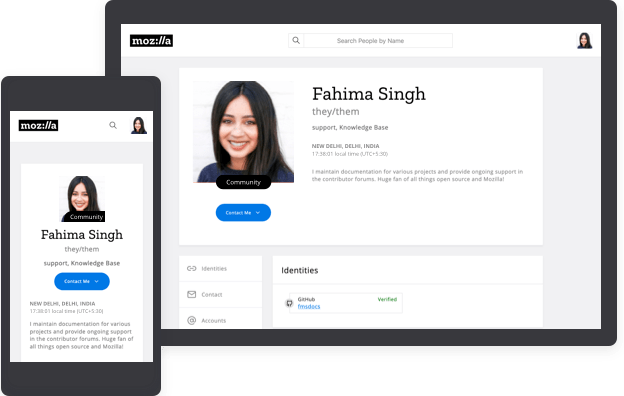 moz://a
Search People by Name
Fahima Singh
they/them
support, Knowledge Base
NEW DELHI, DELHI, INDIA
17:38:01 local time (UTC+5:30)
I maintain documentation for various projects and provide ongoing support in
the contributor forums. Huge fan of all things open source and Mozilla!
Community
Contact Me
Identities
Contact
Accounts
Identities
GitHub
Verified
fmsdocs
moz://a
Community
Fahima Singh
they/them
support, Knowledge Base
Contact Me
NEW DELHI, DELHI, INDIA
17:38:01 local time (UTC+5:30)
I maintain documentation for various
projects and provide ongoing support
in the contributor forums. Huge fan of
all things open source and Mozilla!